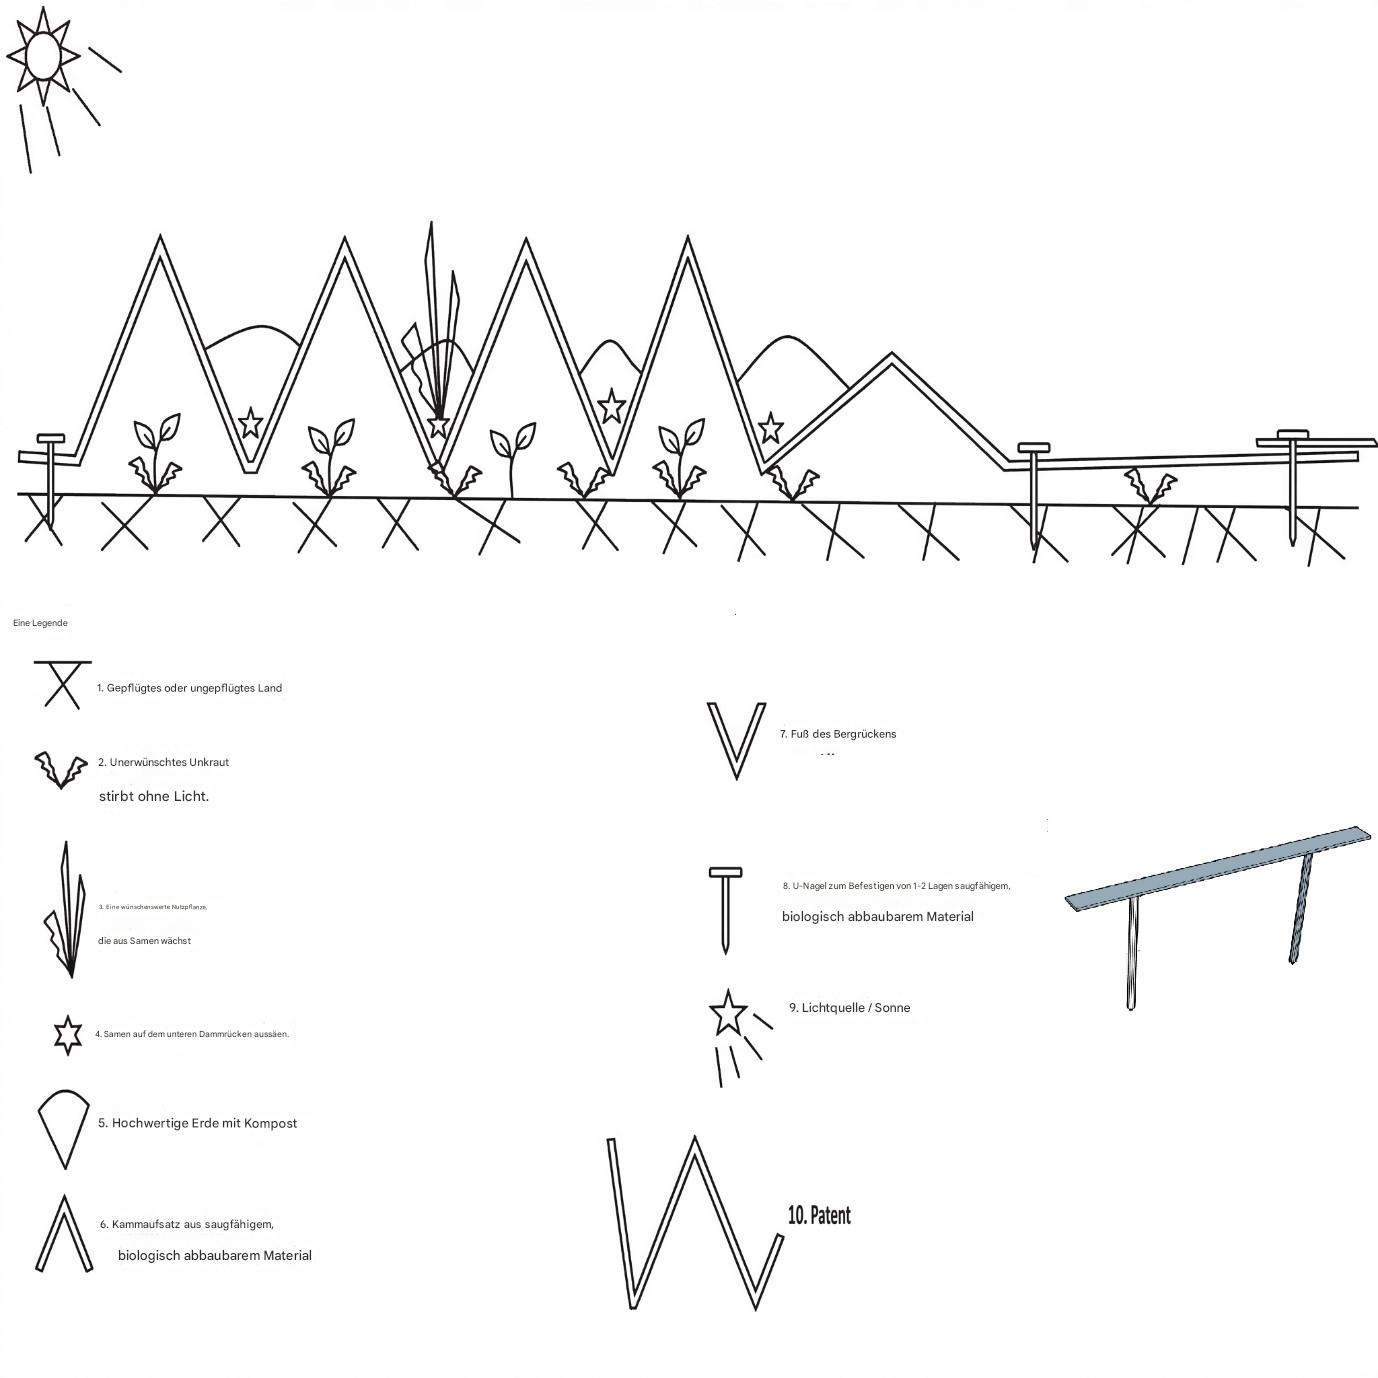 Eine Legende
1. Gepflügtes oder ungepflügtes Land
2. Unerwünschtes Unkraut
stirbt ohne Licht.
3. Eine wünschenswerte Nutzpflanze,
die aus Samen wächst
4. Samen auf dem unteren Dammrücken aussäen.
5. Hochwertige Erde mit Kompost
6. Kammaufsatz aus saugfähigem,
biologisch abbaubarem Material
7. Fuß des Bergrückens
8. U-Nagel zum Befestigen von 1-2 Lagen saugfähigem,
biologisch abbaubarem Material
9. Lichtquelle / Sonne
10. Patent